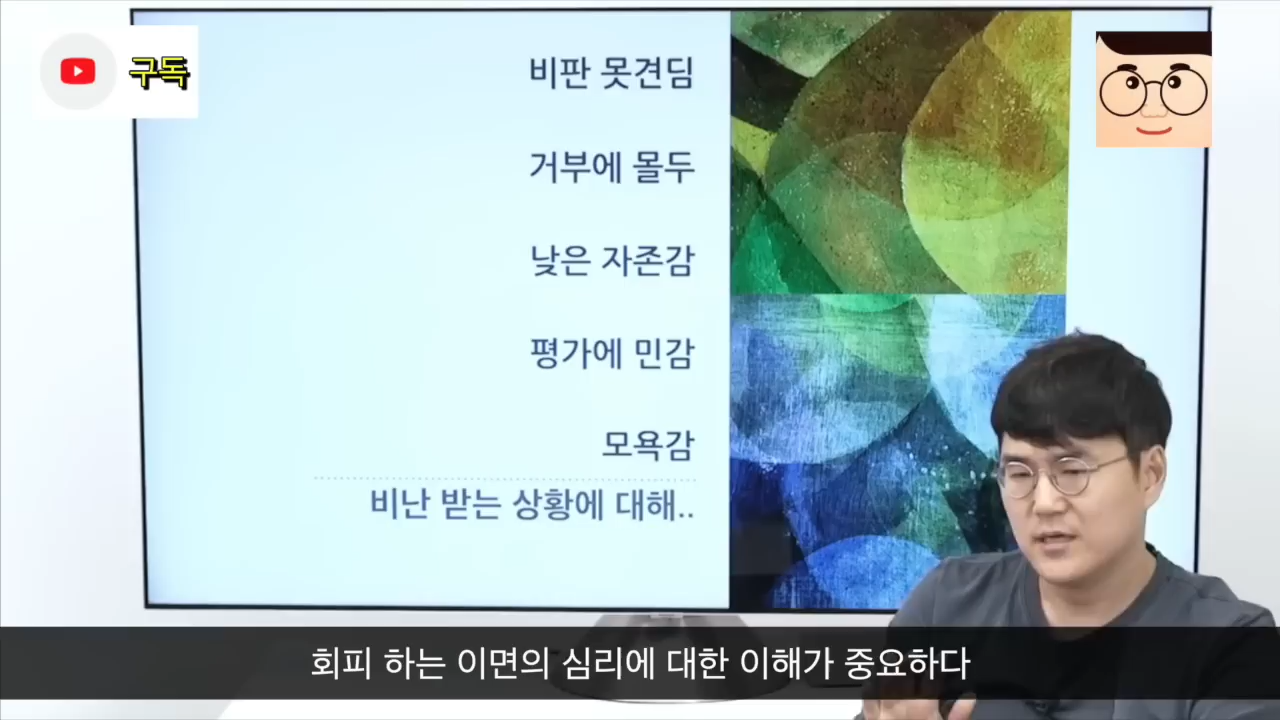 구독
비판 못견딤
거부에 몰두
낮은 자존감
평가에 민감
모욕감
비난 받는 상황에 대해..
회피 하는 이면의 심리에 대한 이해가 중요하다